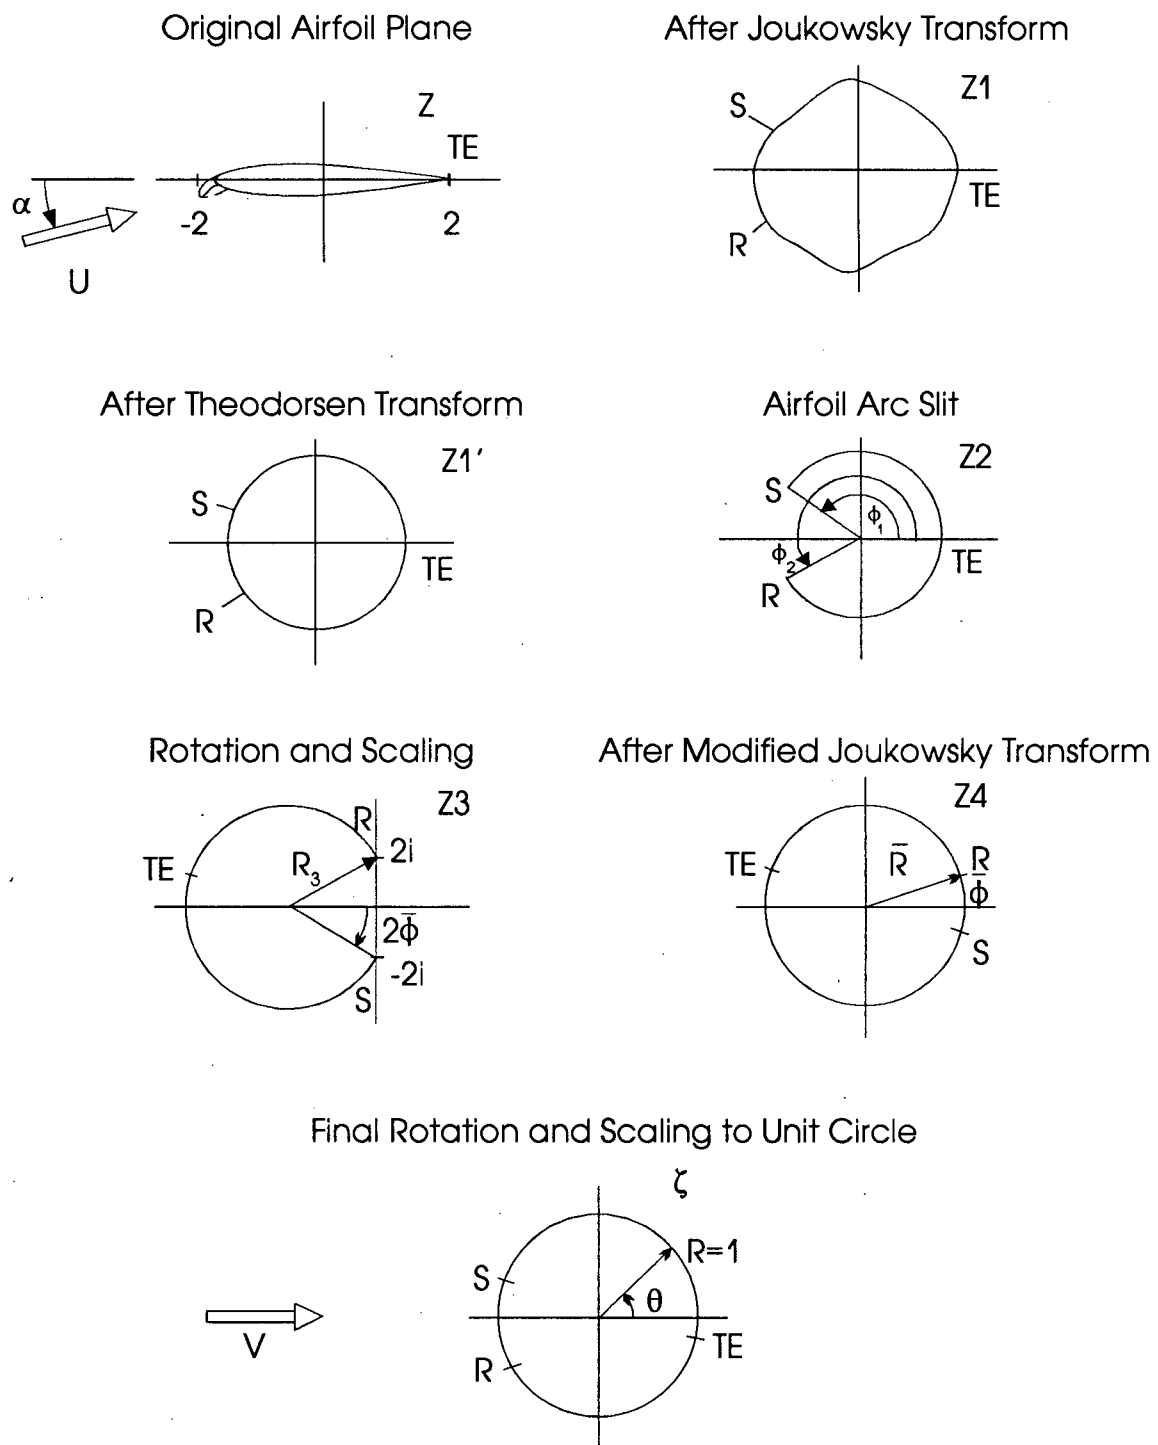 Original Airfoil Plane
Z
TE
α
-2
2
U
After Joukowsky Transform
Z1
S
TE
R
After Theodorsen Transform
Z1′
S
TE
R
Airfoil Arc Slit
Z2
S
ϕ1
ϕ2
TE
R
Rotation and Scaling
Z3
R
TE
R3
2i
2ϕ̄
-2i
S
After Modified Joukowsky Transform
Z4
TE
R̄
R
ϕ̄
S
Final Rotation and Scaling to Unit Circle
ζ
R=1
S
θ
V
TE
R